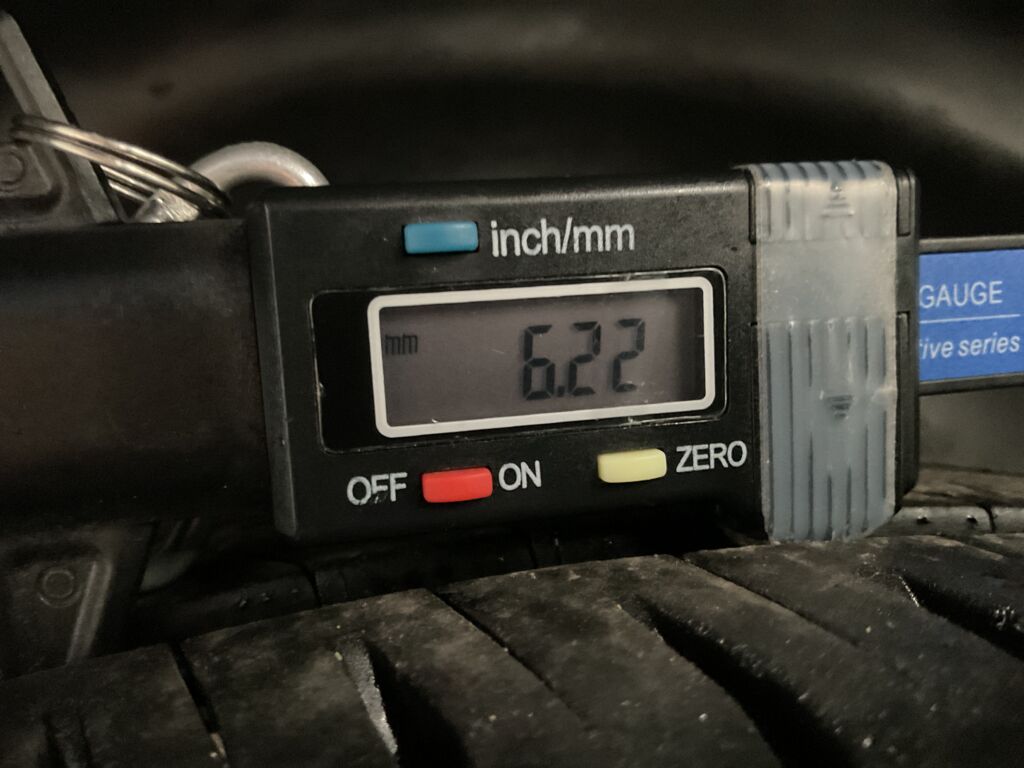 inch/mm
GAUGE
mm 6.22
tive series
OFF ON ZERO